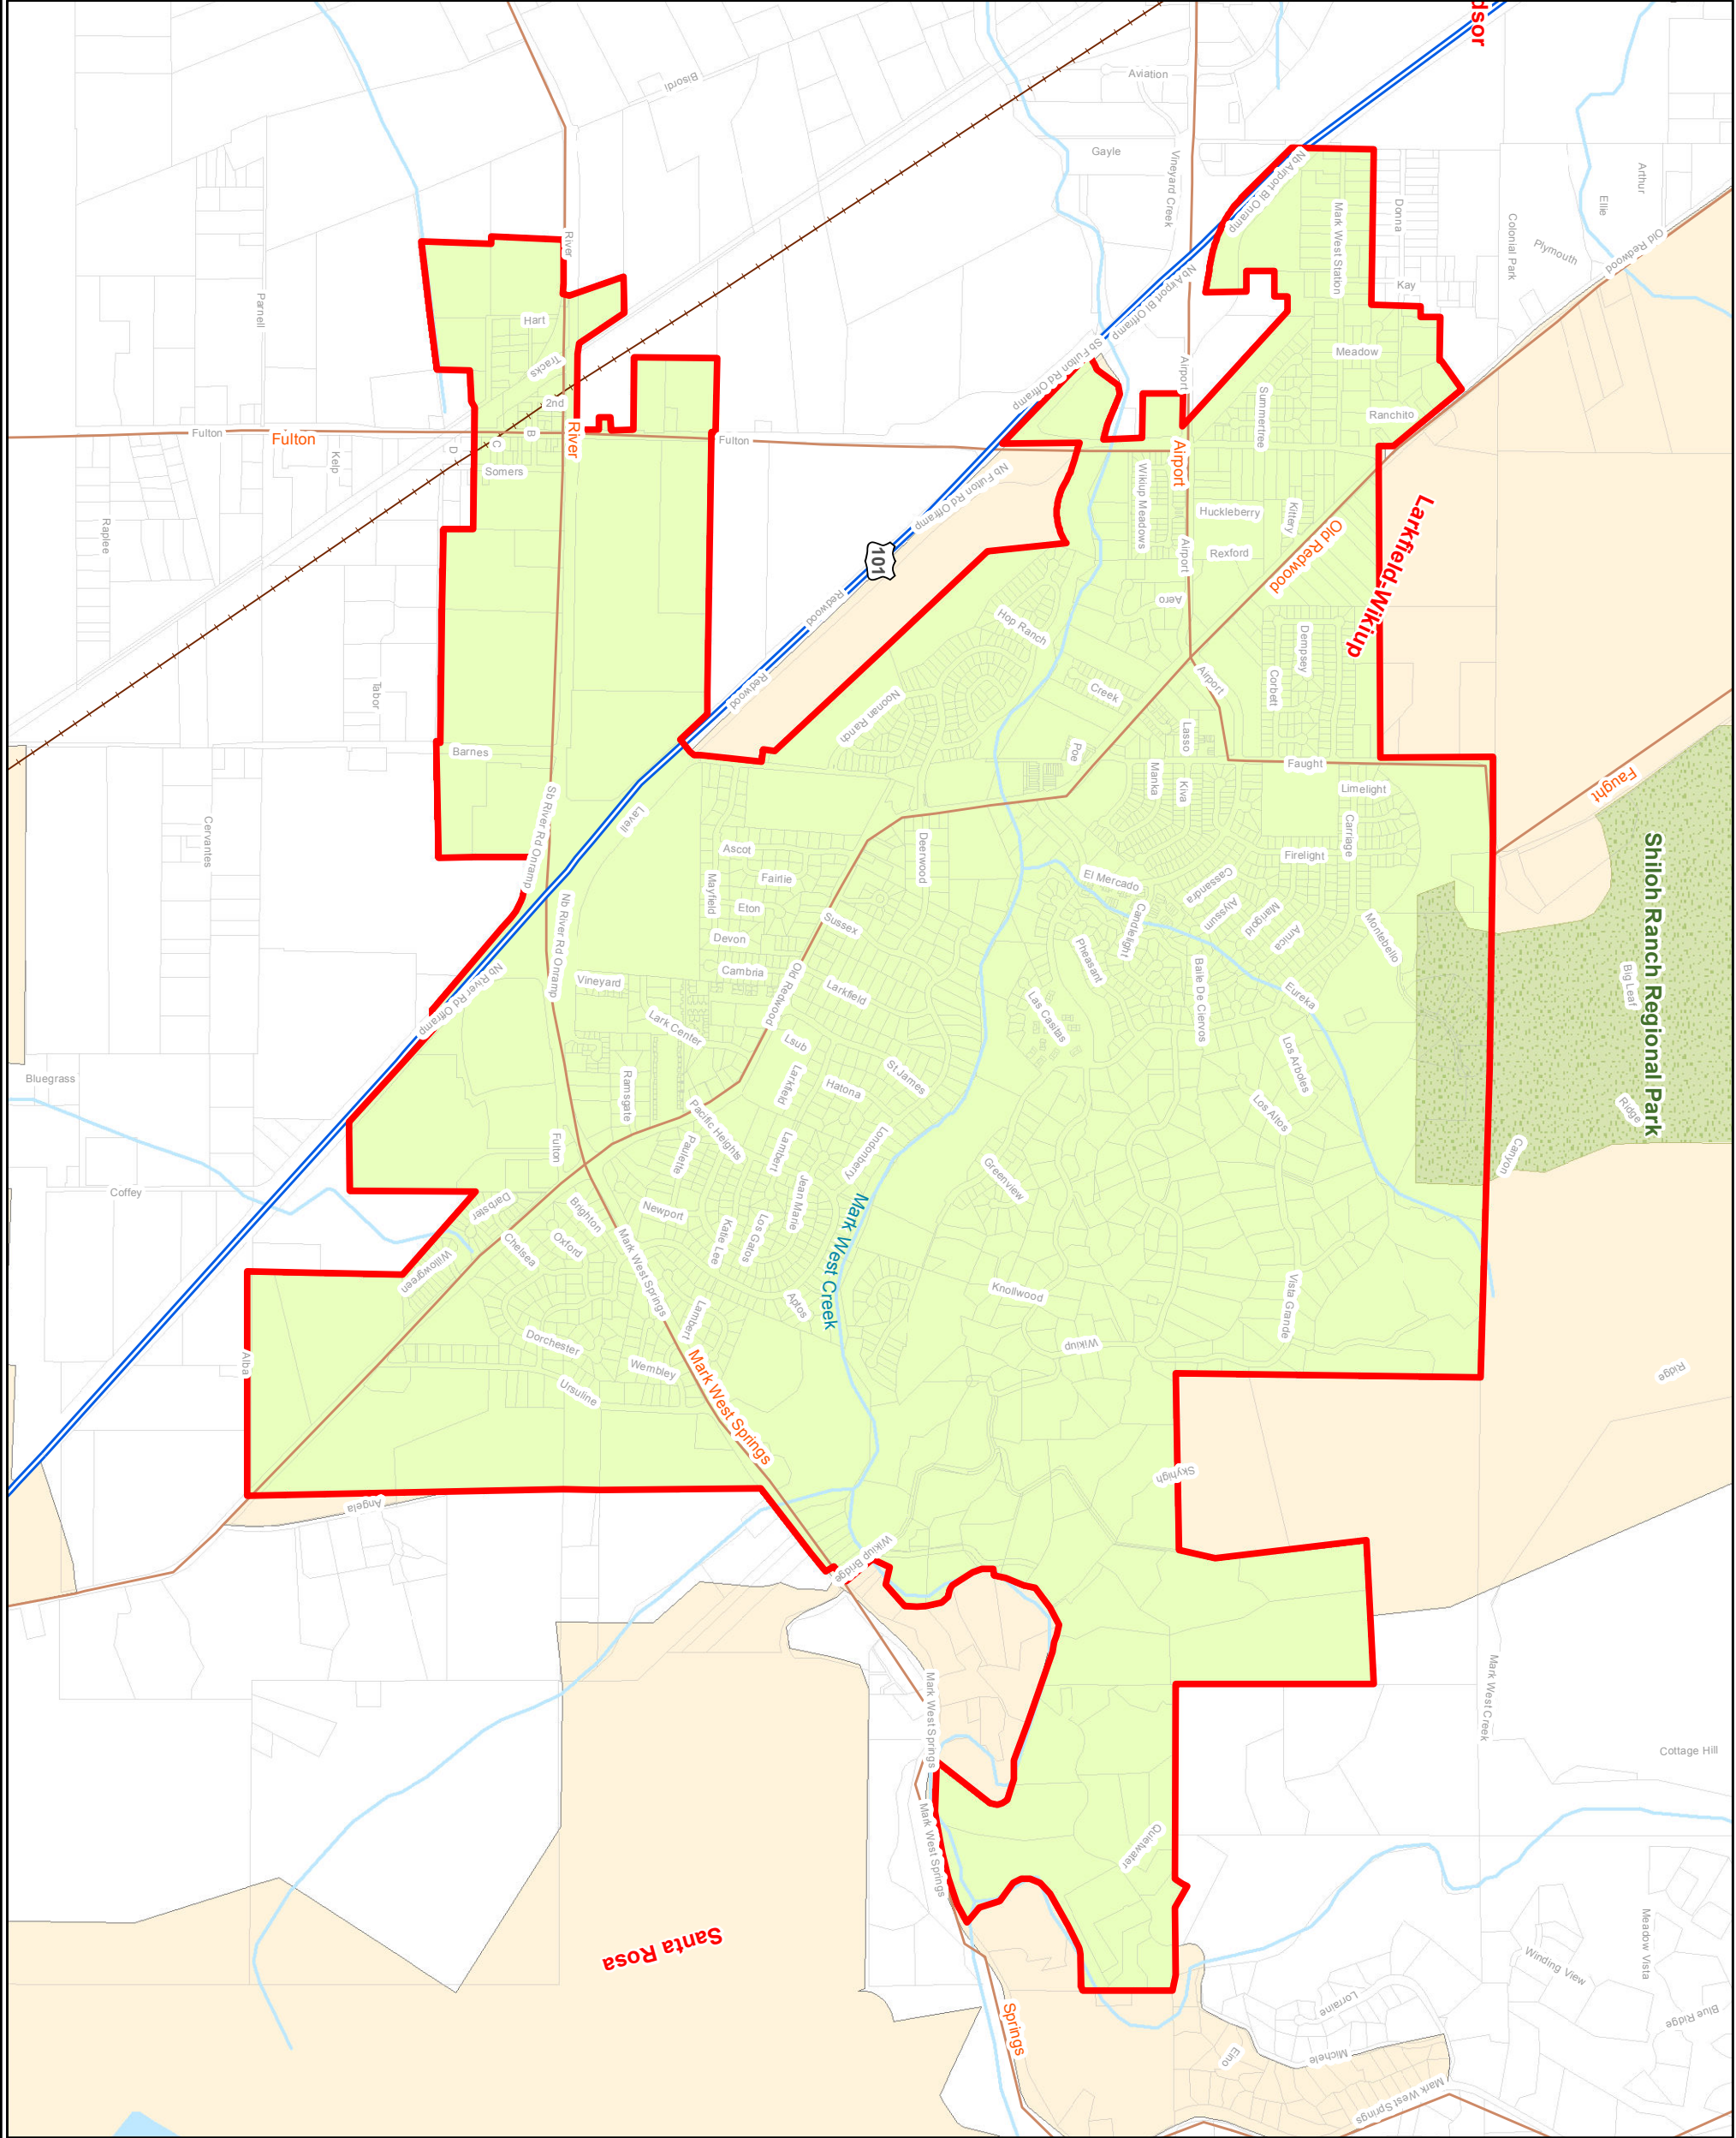 dsor
Bisordi
Aviation
Gayle
Vineyard Creek
Nb Airport Bl Onramp
Mark West Station
Donna
Kay
Colonial Park
Plymouth
Ellie
Arthur
Old Redwood
River
Hart
Tracks
2nd
Parnell
Nb Airport Bl Offramp
Sb Fulton Rd Offramp
Airport
Meadow
Summertree
Ranchito
Fulton
Fulton
Kelp
D
C
B
Somers
River
Fulton
Nb Fulton Rd Offramp
Wikiup Meadows
Airport
Huckleberry
Kittery
Old Redwood
Larkfield-Wikiup
Raplee
101
Airport
Rexford
Aero
Redwood
Hop Ranch
Dempsey
Corbett
Airport
Creek
Tabor
Redwood
Noonan Ranch
Lasso
Poe
Barnes
Manka
Kiva
Faught
Limelight
Faught
Carriage
Shiloh Ranch Regional Park
Cervantes
Sb River Rd Onramp
Lavell
Ascot
Fairlie
Mayfield
Eton
Devon
Deerwood
Firelight
El Mercado
Cassandra
Alyssum
Marigold
Arnica
Montebello
Candlelight
Pheasant
Sussex
Nb River Rd Onramp
Nb River Rd Offramp
Vineyard
Cambria
Old Redwood
Larkfield
Baile De Ciervos
Eureka
Big Leaf
Las Casitas
Lark Center
Lsub
Larkfield
Hatona
St James
Los Arboles
Los Altos
Ridge
Canyon
Bluegrass
Ramsgate
Pacific Heights
Paulette
Lambert
Londonberry
Fulton
Greenview
Coffey
Darbster
Brighton
Newport
Jean Marie
Los Gatos
Katie Lee
Mark West Creek
Chelsea
Oxford
Mark West Springs
Willowgreen
Aptos
Knollwood
Vista Grande
Lambert
Wikiup
Alba
Dorchester
Wembley
Ursuline
Mark West Springs
Ridge
Skyhigh
Angela
Wikiup Bridge
Mark West Springs
Mark West Creek
Cottage Hill
Mark West Springs
Quietwater
Santa Rosa
Winding View
Meadow Vista
Blue Ridge
Lorraine
Springs
Eino
Michele
Mark West Springs